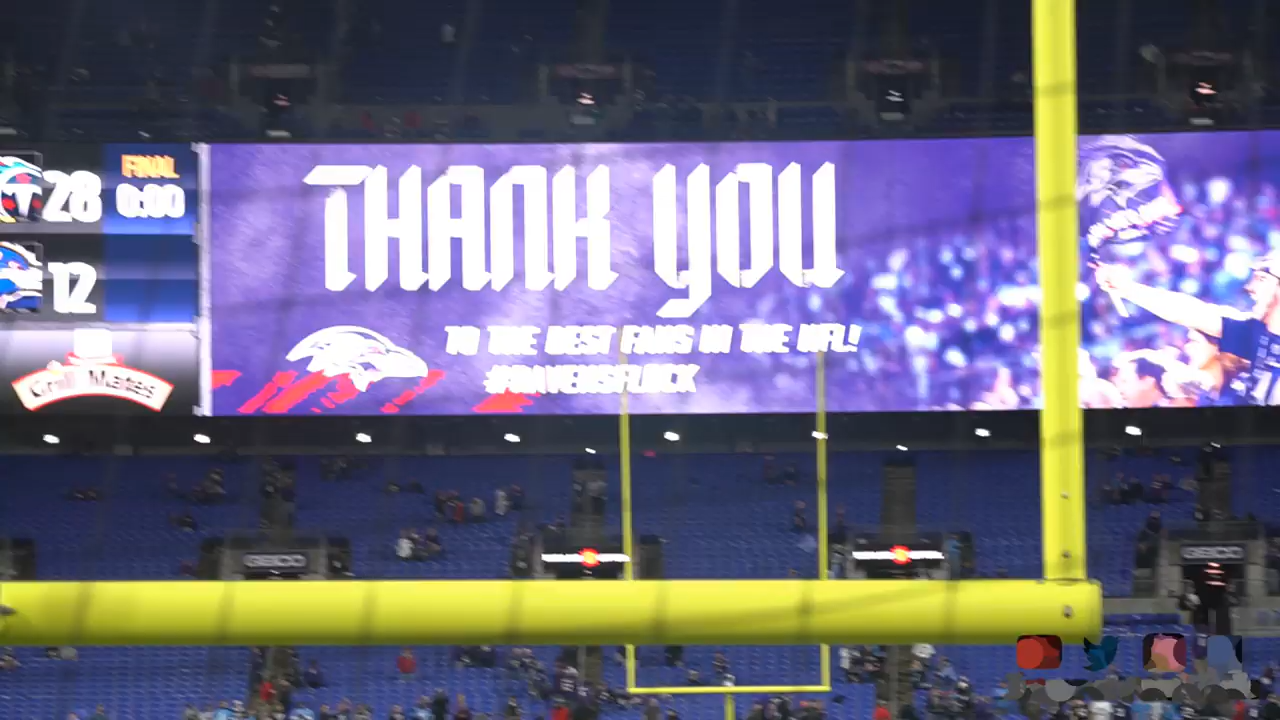 28
FINAL
0:00
12
Grill Mates
THANK YOU
TO THE BEST FANS IN THE NFL!
#RAVENSFLOCK
GEICO
GEICO